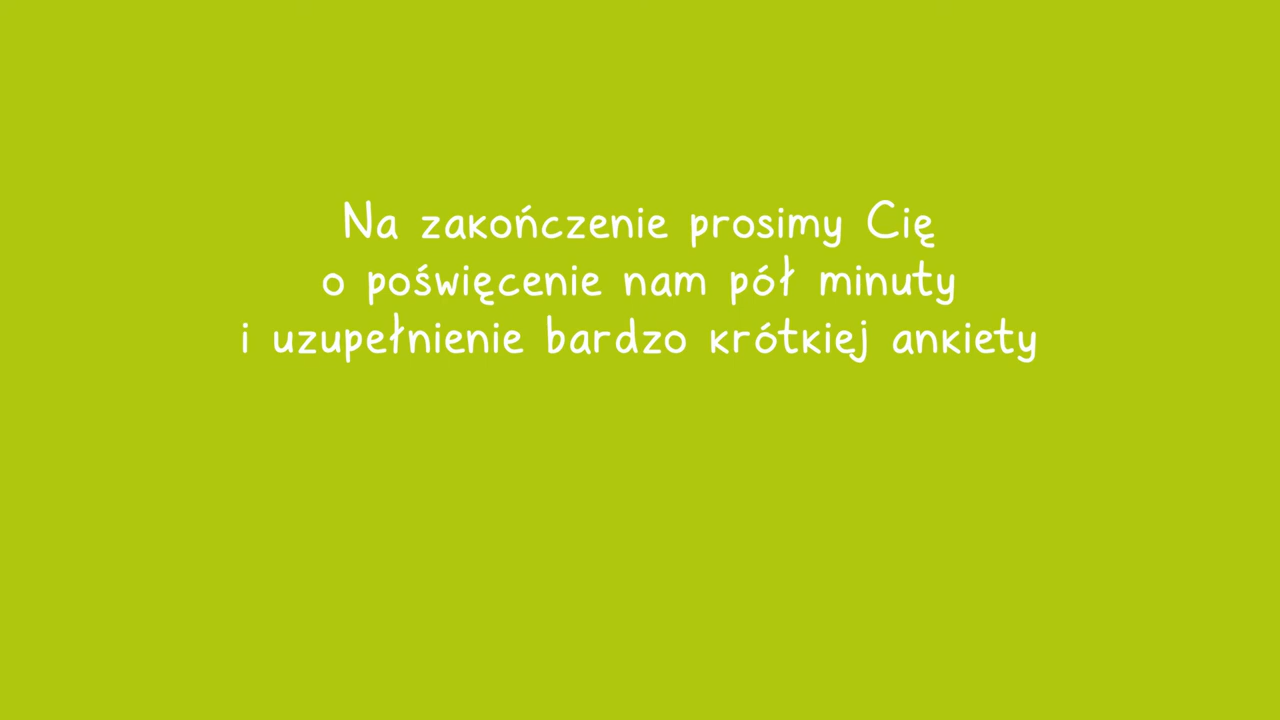 Na zakończenie prosimy Cię
o poświęcenie nam pół minuty
i uzupełnienie bardzo krótkiej ankiety